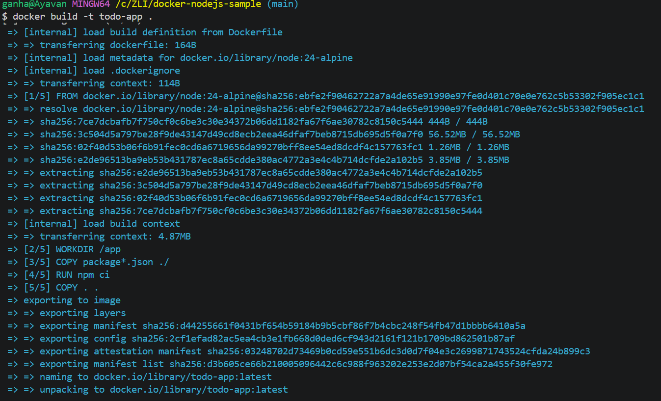 ganha@Ayavan MINGW64 /c/ZLI/docker-nodejs-sample (main)
$ docker build -t todo-app .
=> [internal] load build definition from Dockerfile
=> => transferring dockerfile: 164B
=> [internal] load metadata for docker.io/library/node:24-alpine
=> [internal] load .dockerignore
=> => transferring context: 114B
=> [1/5] FROM docker.io/library/node:24-alpine@sha256:ebfe2f90462722a7a4de65e91990e97fe0d401c70e0e762c5b53302f905ec1c1
=> => resolve docker.io/library/node:24-alpine@sha256:ebfe2f90462722a7a4de65e91990e97fe0d401c70e0e762c5b53302f905ec1c1
=> => sha256:7ce7dcbafb7f750cf0c6be3c30e34372b06dd1182fa67f6ae30782c8150c5444 444B / 444B
=> => sha256:3c504d5a797be28f9de43147d49cd8ecb2eea46dfaf7beb8715db695d5f0a7f0 56.52MB / 56.52MB
=> => sha256:02f40d53b06f6b91fec0cd6a6719656da99270bff8ee54ed8dcdf4c157763fc1 1.26MB / 1.26MB
=> => sha256:e2de96513ba9eb53b431787ec8a65cdde380ac4772a3e4c4b714dcfde2a102b5 3.85MB / 3.85MB
=> => extracting sha256:e2de96513ba9eb53b431787ec8a65cdde380ac4772a3e4c4b714dcfde2a102b5
=> => extracting sha256:3c504d5a797be28f9de43147d49cd8ecb2eea46dfaf7beb8715db695d5f0a7f0
=> => extracting sha256:02f40d53b06f6b91fec0cd6a6719656da99270bff8ee54ed8dcdf4c157763fc1
=> => extracting sha256:7ce7dcbafb7f750cf0c6be3c30e34372b06dd1182fa67f6ae30782c8150c5444
=> [internal] load build context
=> => transferring context: 4.87MB
=> [2/5] WORKDIR /app
=> [3/5] COPY package*.json ./
=> [4/5] RUN npm ci
=> [5/5] COPY . .
=> exporting to image
=> => exporting layers
=> => exporting manifest sha256:d44255661f0431bf654b59184b9b5cbf86f7b4cbc248f54fb47d1bbbb6410a5a
=> => exporting config sha256:2cf1efad82ac5ea4cb3e1fb668d0ded6cf943d2161f121b1709bd862501b87af
=> => exporting attestation manifest sha256:03248702d73469b0cd59e551b6dc3d0d7f04e3c2699871743524cfda24b899c3
=> => exporting manifest list sha256:d3b605ce66b210005096442c6c988f963202e253e2d07bf54ca2a455f30fe972
=> => naming to docker.io/library/todo-app:latest
=> => unpacking to docker.io/library/todo-app:latest